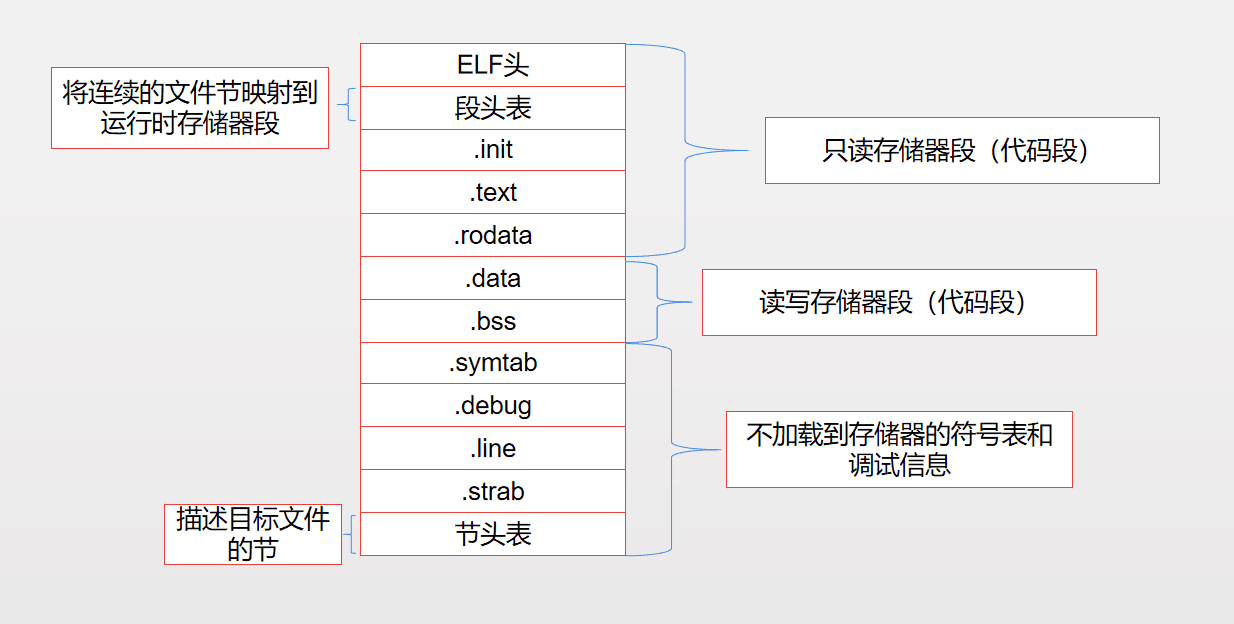 ELF头
将连续的文件节映射到
运行时存储器段
段头表
.init
.text
.rodata
只读存储器段（代码段）
.data
.bss
读写存储器段（代码段）
.symtab
.debug
.line
.strab
不加载到存储器的符号表和
调试信息
描述目标文件
的节
节头表